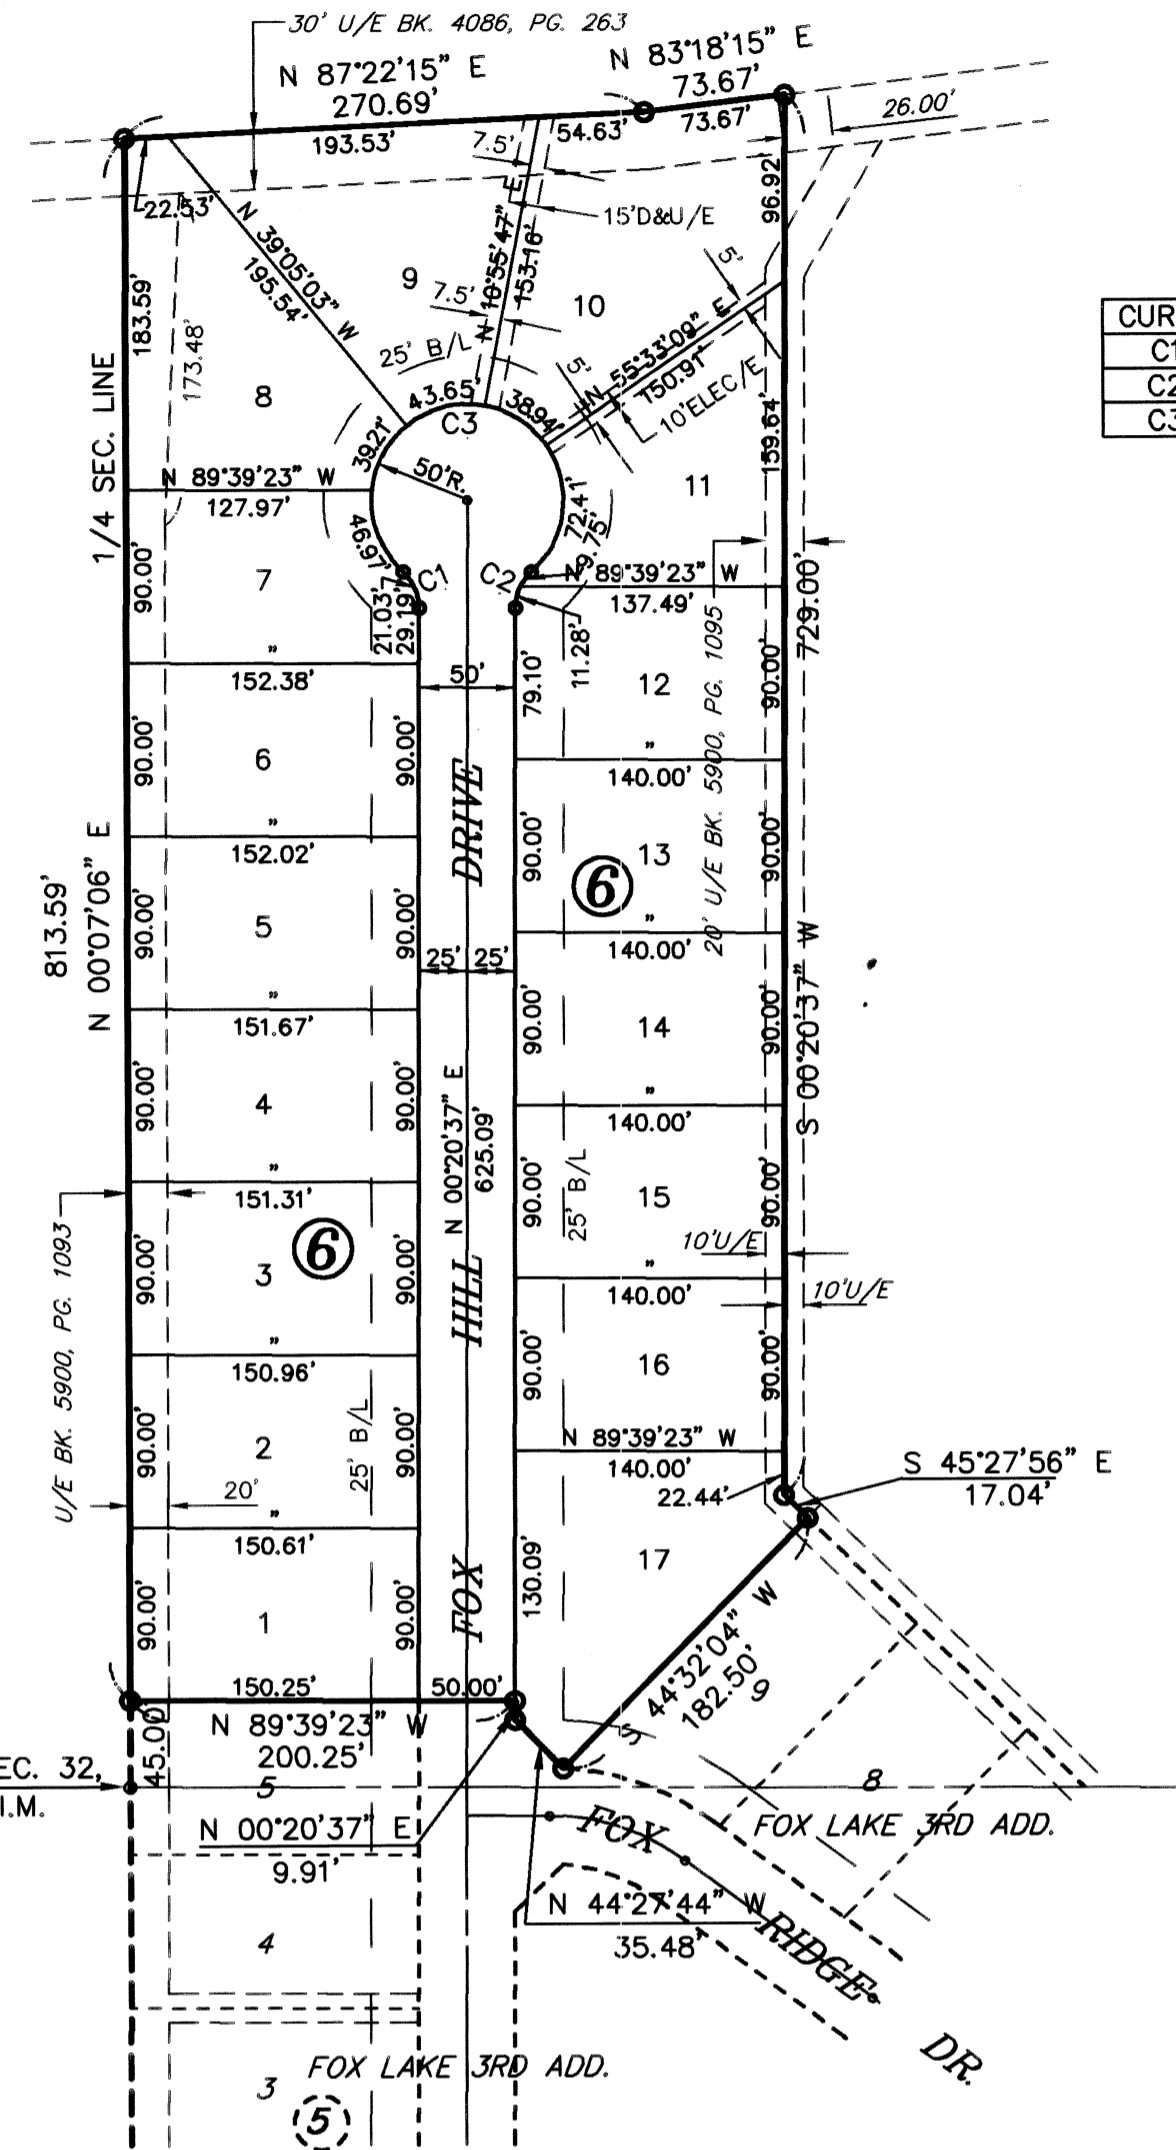 30' U/E BK. 4086, PG. 263
N 83°18'15" E
73.67'
N 87°22'15" E
270.69'
193.53'
54.63'
73.67'
26.00'
7.5'
22.53'
96.92'
15'D&U/E
N 39°05'03" W
195.54'
N 10°55'47" E
153.16'
9
7.5'
10
5'
183.59'
173.48'
25' B/L
N 55°33'09" E
150.91'
5'
10'ELEC/E
CUR
C1
C2
C3
8
43.65'
C3
38.94'
39.21'
50'R.
159.64'
1/4 SEC. LINE
N 89°39'23" W
127.97'
11
72.41'
46.97'
9.75'
7
C1
C2
N 89°39'23" W
137.49'
90.00'
21.03'
29.19'
11.28'
729.00'
"
152.38'
50'
79.10'
12
90.00'
20' U/E BK. 5900, PG. 1095
"
140.00'
90.00'
6
90.00'
"
152.02'
DRIVE
90.00'
13
90.00'
6
813.59'
N 00°07'06" E
90.00'
5
90.00'
"
140.00'
25'
25'
"
151.67'
90.00'
14
90.00'
S 00°20'37" W
90.00'
4
90.00'
N 00°20'37" E
625.09'
"
140.00'
"
151.31'
90.00'
15
90.00'
25' B/L
U/E BK. 5900, PG. 1093
6
90.00'
3
90.00'
HILL
10'U/E
"
140.00'
10'U/E
"
150.96'
90.00'
16
90.00'
90.00'
2
25' B/L
90.00'
N 89°39'23" W
140.00'
20'
22.44'
S 45°27'56" E
17.04'
"
150.61'
17
90.00'
1
90.00'
FOX
130.09'
S 44°32'04" W
182.50'
9
150.25'
50.00'
N 89°39'23" W
200.25'
45.00'
EC. 32,
I.M.
5
8
N 00°20'37" E
9.91'
FOX
RIDGE
DR.
FOX LAKE 3RD ADD.
N 44°27'44" W
35.48'
4
FOX LAKE 3RD ADD.
3
5